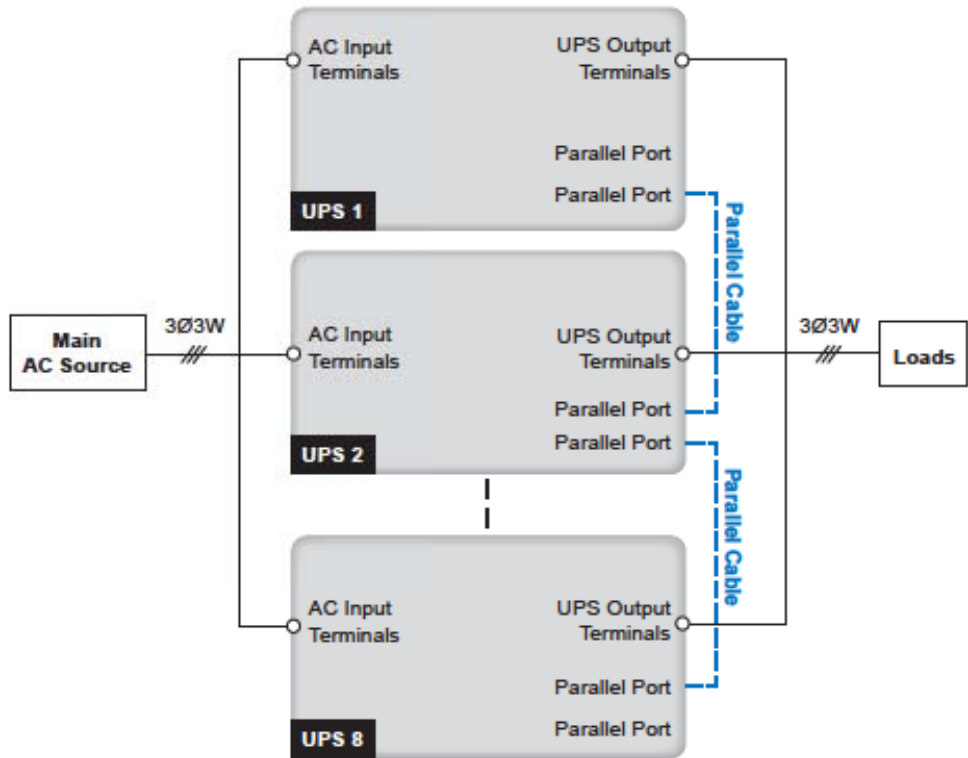 AC Input
Terminals
UPS Output
Terminals
Parallel Port
Parallel Port
UPS 1
Parallel Cable
Main
AC Source
3Ø3W
AC Input
Terminals
UPS Output
Terminals
Parallel Port
Parallel Port
UPS 2
3Ø3W
Loads
Parallel Cable
AC Input
Terminals
UPS Output
Terminals
Parallel Port
Parallel Port
UPS 8